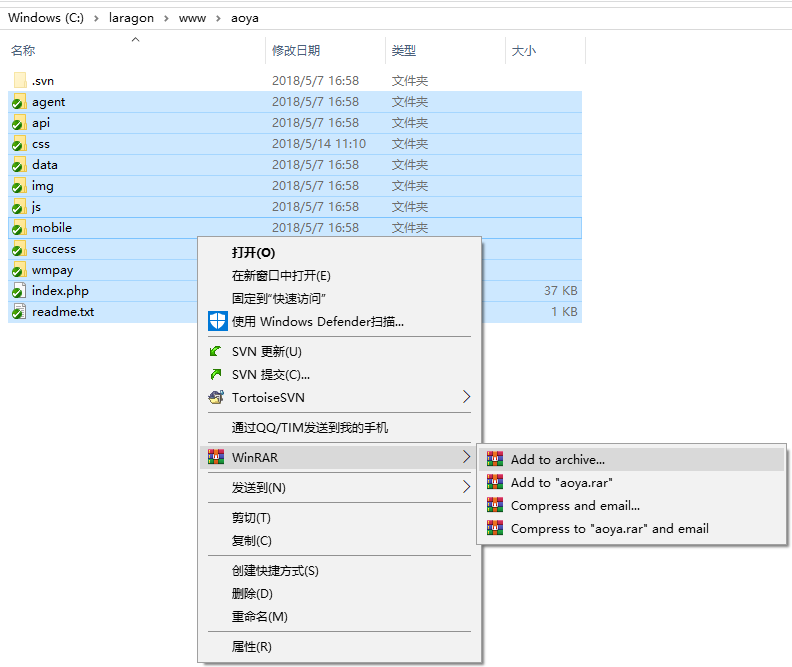 Windows (C:) › laragon › www › aoya
名称 修改日期 类型 大小
.svn 2018/5/7 16:58 文件夹
agent 2018/5/7 16:58 文件夹
api 2018/5/7 16:58 文件夹
css 2018/5/14 11:10 文件夹
data 2018/5/7 16:58 文件夹
img 2018/5/7 16:58 文件夹
js 2018/5/7 16:58 文件夹
mobile 2018/5/7 16:58 文件夹
success
wmpay
index.php 37 KB
readme.txt 1 KB
打开(O)
在新窗口中打开(E)
固定到"快速访问"
使用 Windows Defender扫描...
SVN 更新(U)
SVN 提交(C)...
TortoiseSVN
通过QQ/TIM发送到我的手机
WinRAR
发送到(N)
剪切(T)
复制(C)
创建快捷方式(S)
删除(D)
重命名(M)
属性(R)
Add to archive...
Add to "aoya.rar"
Compress and email...
Compress to "aoya.rar" and email